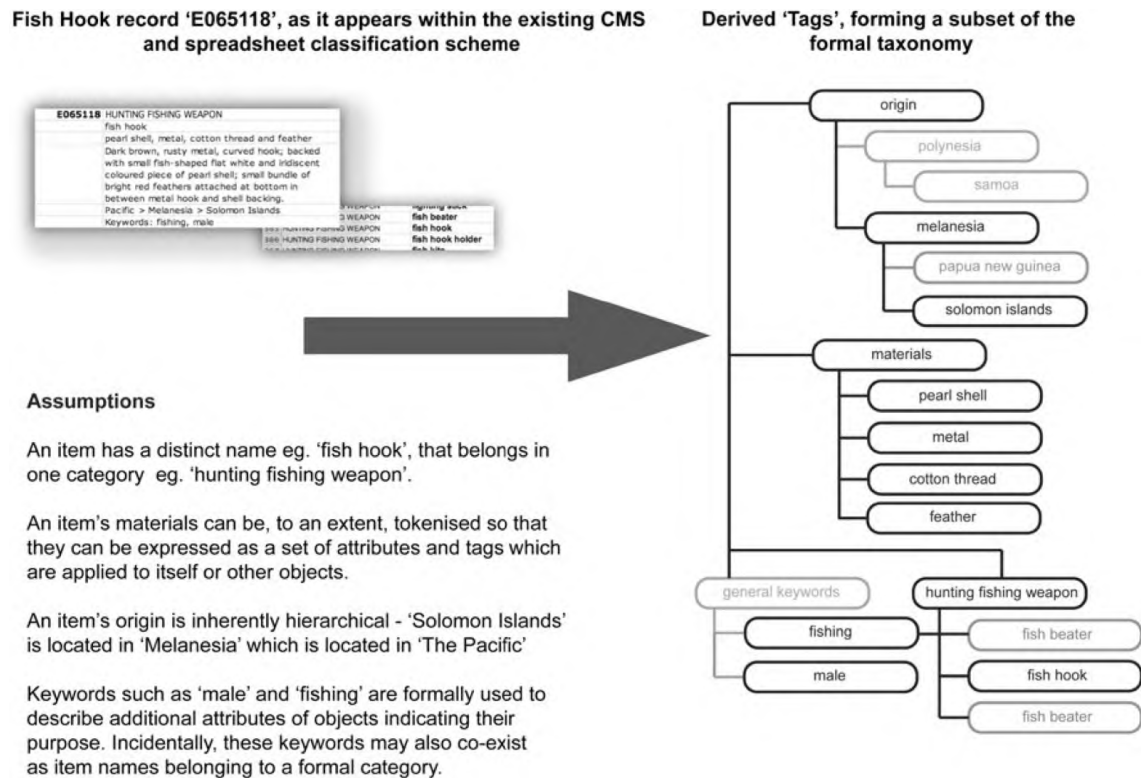 Fish Hook record ‘E065118’, as it appears within the existing CMS
and spreadsheet classification scheme
E065118 HUNTING FISHING WEAPON
fish hook
pearl shell, metal, cotton thread and feather
Dark brown, rusty metal, curved hook; backed
with small fish-shaped flat white and iridiscent
coloured piece of pearl shell; small bundle of
bright red feathers attached at bottom in
between metal hook and shell backing.
Pacific > Melanesia > Solomon Islands
Keywords: fishing, male
HUNTING FISHING WEAPON fish beater
HUNTING FISHING WEAPON fish hook
HUNTING FISHING WEAPON fish hook holder
Assumptions
An item has a distinct name eg. ‘fish hook’, that belongs in
one category eg. ‘hunting fishing weapon’.
An item’s materials can be, to an extent, tokenised so that
they can be expressed as a set of attributes and tags which
are applied to itself or other objects.
An item’s origin is inherently hierarchical - ‘Solomon Islands’
is located in ‘Melanesia’ which is located in ‘The Pacific’
Keywords such as ‘male’ and ‘fishing’ are formally used to
describe additional attributes of objects indicating their
purpose. Incidentally, these keywords may also co-exist
as item names belonging to a formal category.
Derived ‘Tags’, forming a subset of the
formal taxonomy
origin
polynesia
samoa
melanesia
papua new guinea
solomon islands
materials
pearl shell
metal
cotton thread
feather
general keywords
fishing
male
hunting fishing weapon
fish beater
fish hook
fish beater